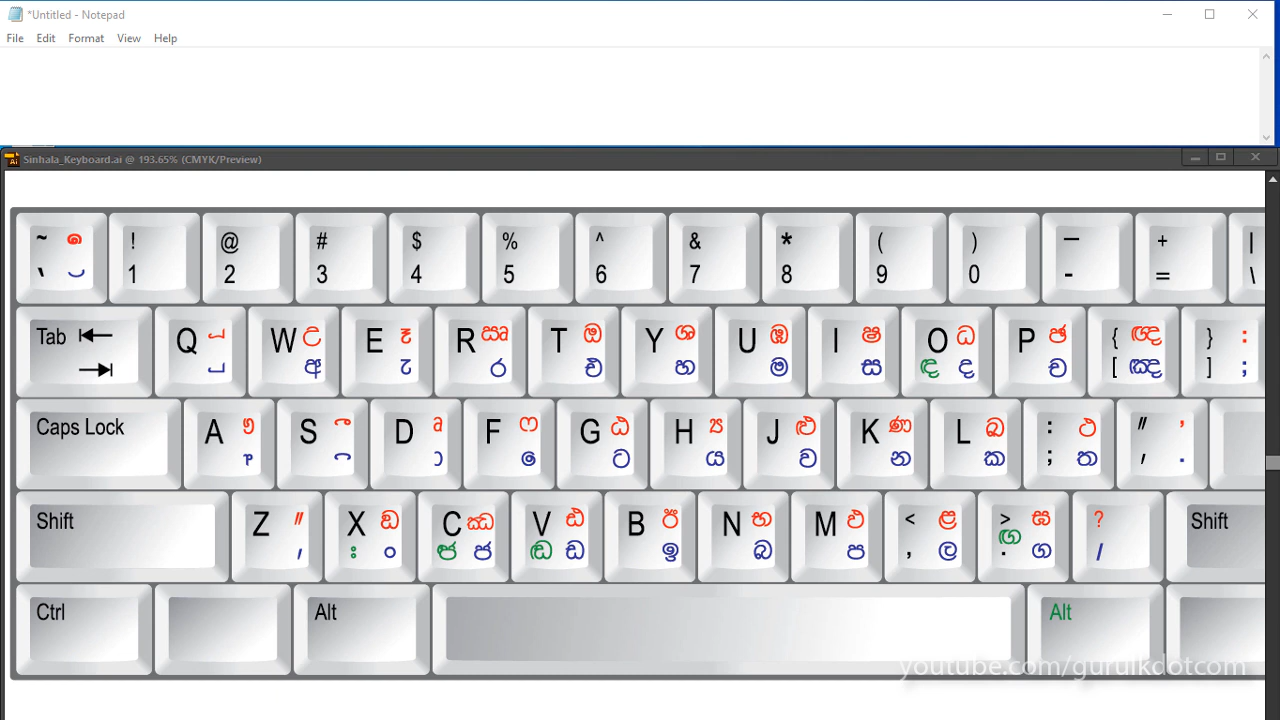 *Untitled - Notepad
File Edit Format View Help
Sinhala_Keyboard.ai @ 193.65% (CMYK/Preview)
~ ! @ # $ % ^ & * ( ) — + |
` 1 2 3 4 5 6 7 8 9 0 - = \
Tab Q W උ E R ඍ T ඔ Y ශ U ඹ I ෂ O ධ P ඡ { ඥ } :
අ ර එ හ ම ස ඳ ද ච [ ඤ ] ;
Caps Lock A S D F G ඨ H J ළු K ණ L ඛ : ථ " ,
ට ය ව න ක ; ත ' .
Shift Z X ඞ C ඣ V ඪ B ඊ N භ M ඵ < ළ > ඝ ? Shift
ඦ ජ ඬ ඩ ඉ බ ප , ල ඟ . ග /
Ctrl Alt Alt
youtube.com/gurulkdotcom